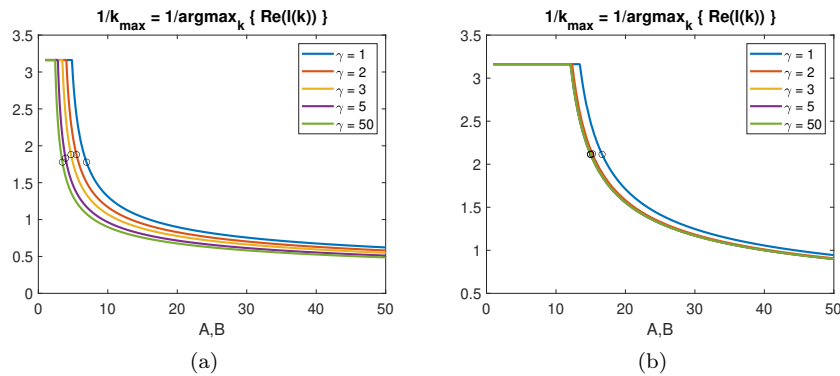 1/k_max = 1/argmax_k { Re(l(k)) }
3.5
3
2.5
2
1.5
1
0.5
0
γ = 1
γ = 2
γ = 3
γ = 5
γ = 50
0 10 20 30 40 50
A,B
(a)
1/k_max = 1/argmax_k { Re(l(k)) }
3.5
3
2.5
2
1.5
1
0.5
γ = 1
γ = 2
γ = 3
γ = 5
γ = 50
0 10 20 30 40 50
A,B
(b)